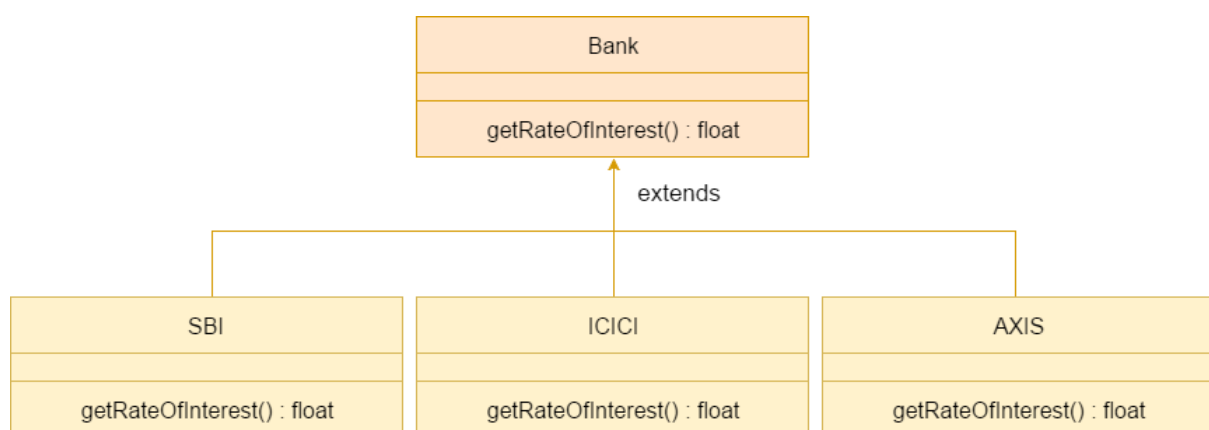 Bank
getRateOfInterest() : float
extends
SBI
ICICI
AXIS
getRateOfInterest() : float
getRateOfInterest() : float
getRateOfInterest() : float